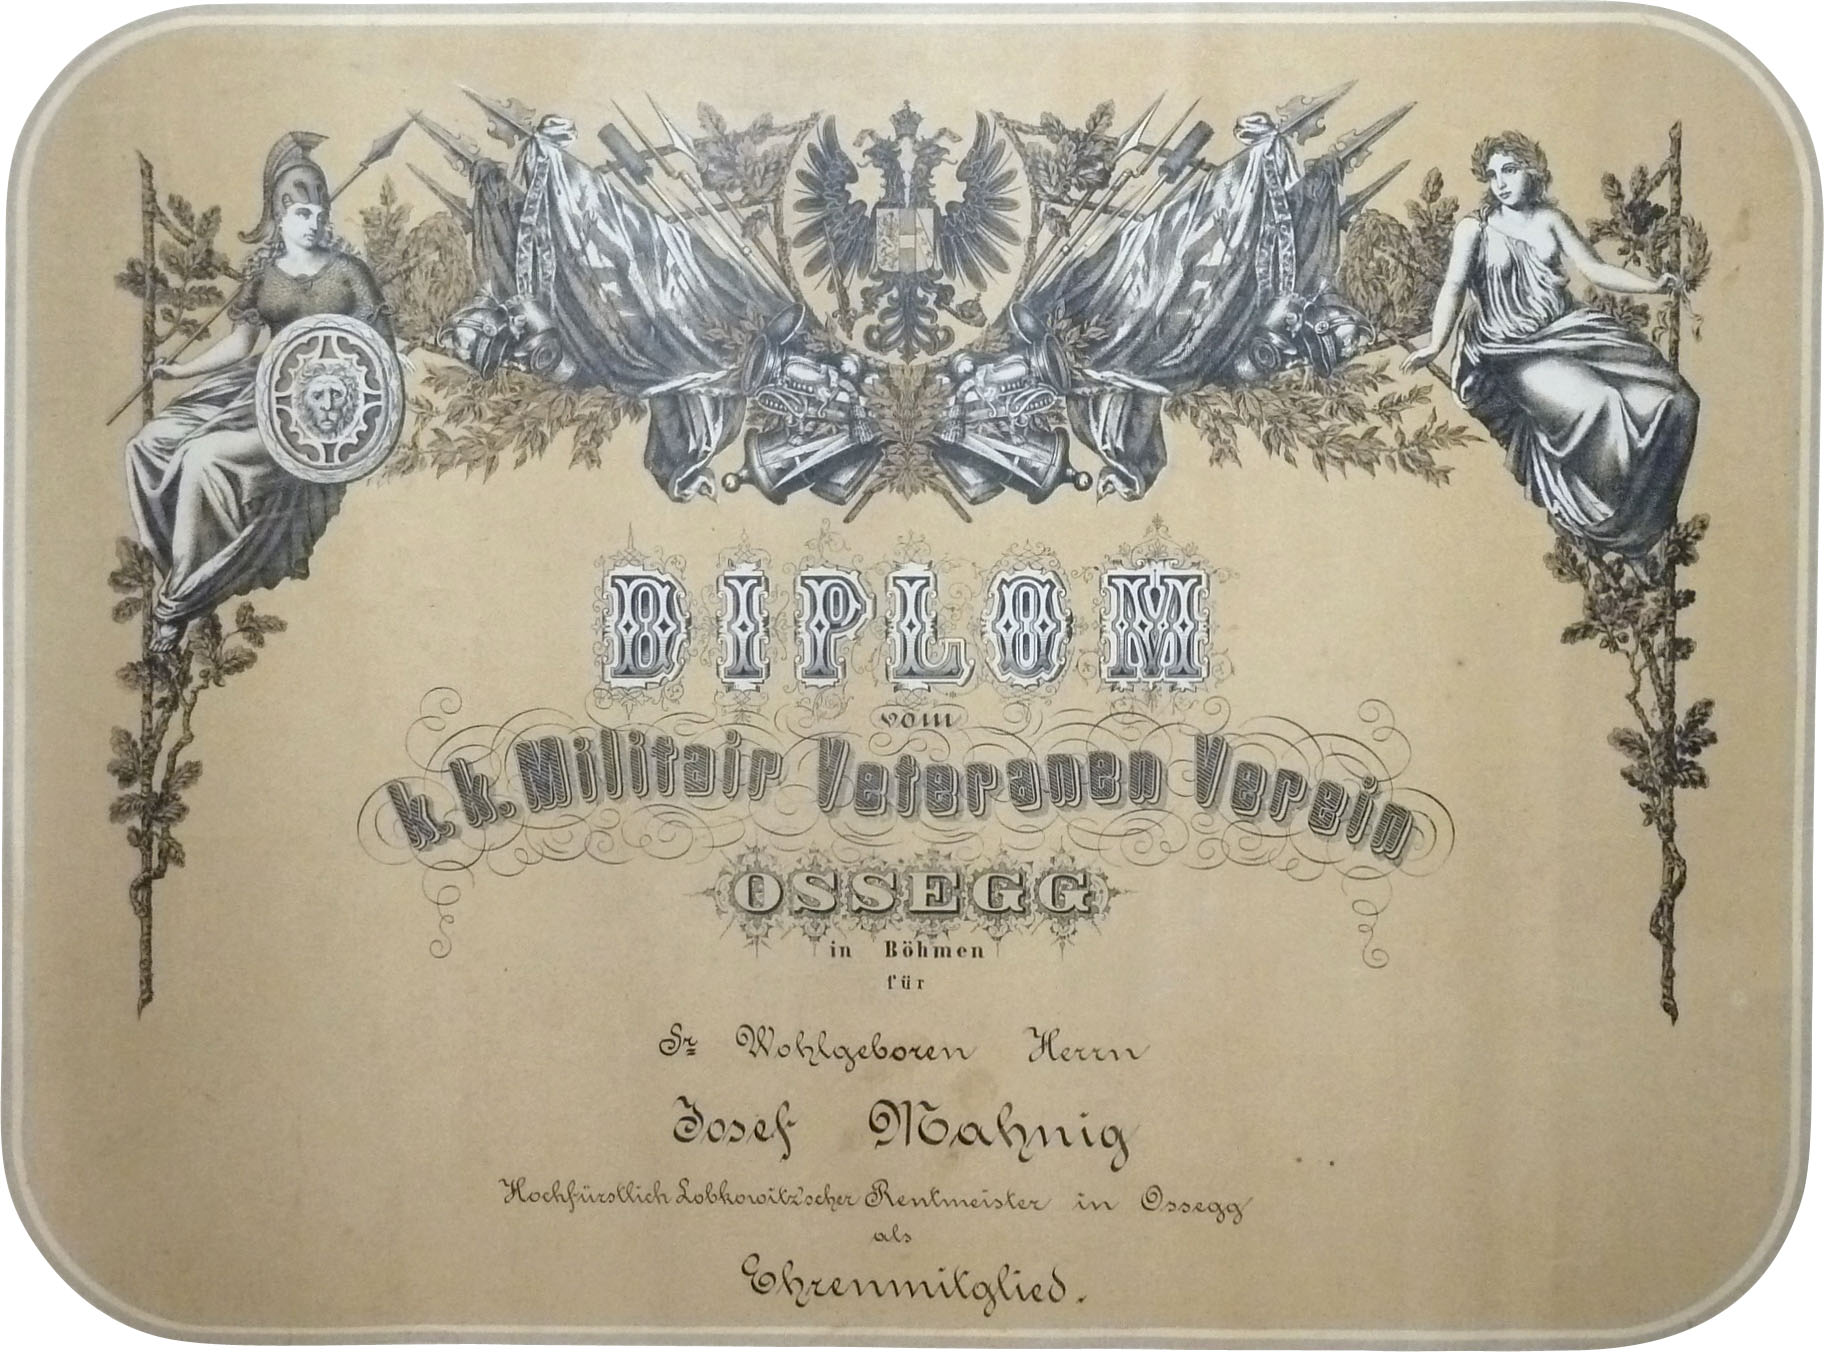 DIPLOM
vom
k. k. Militair Veteranen Verein
OSSEGG
in Böhmen
für
Sr Wohlgeboren Herrn
Josef Mahnig
Hochfürstlich Lobkowitz'scher Rentmeister in Ossegg
als
Ehrenmitglied.